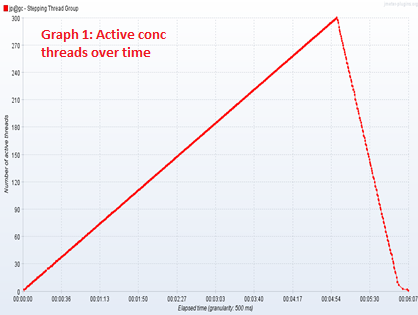 jp@gc - Stepping Thread Group
Graph 1: Active conc
threads over time
Number of active threads
300
270
240
210
180
150
120
90
60
30
0
00:00:00 00:00:36 00:01:13 00:01:50 00:02:27 00:03:03 00:03:40 00:04:17 00:04:54 00:05:30 00:06:07
Elapsed time (granularity: 500 ms)